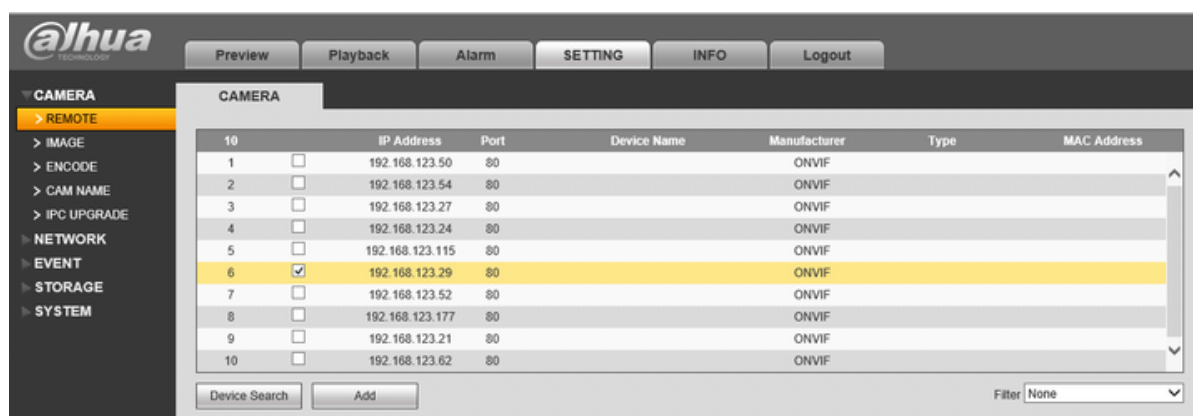 alhua
TECHNOLOGY
Preview Playback Alarm SETTING INFO Logout
CAMERA
> REMOTE
> IMAGE
> ENCODE
> CAM NAME
> IPC UPGRADE
NETWORK
EVENT
STORAGE
SYSTEM
CAMERA
10 IP Address Port Device Name Manufacturer Type MAC Address
1 192.168.123.50 80 ONVIF
2 192.168.123.54 80 ONVIF
3 192.168.123.27 80 ONVIF
4 192.168.123.24 80 ONVIF
5 192.168.123.115 80 ONVIF
6 192.168.123.29 80 ONVIF
7 192.168.123.52 80 ONVIF
8 192.168.123.177 80 ONVIF
9 192.168.123.21 80 ONVIF
10 192.168.123.62 80 ONVIF
Device Search Add Filter None